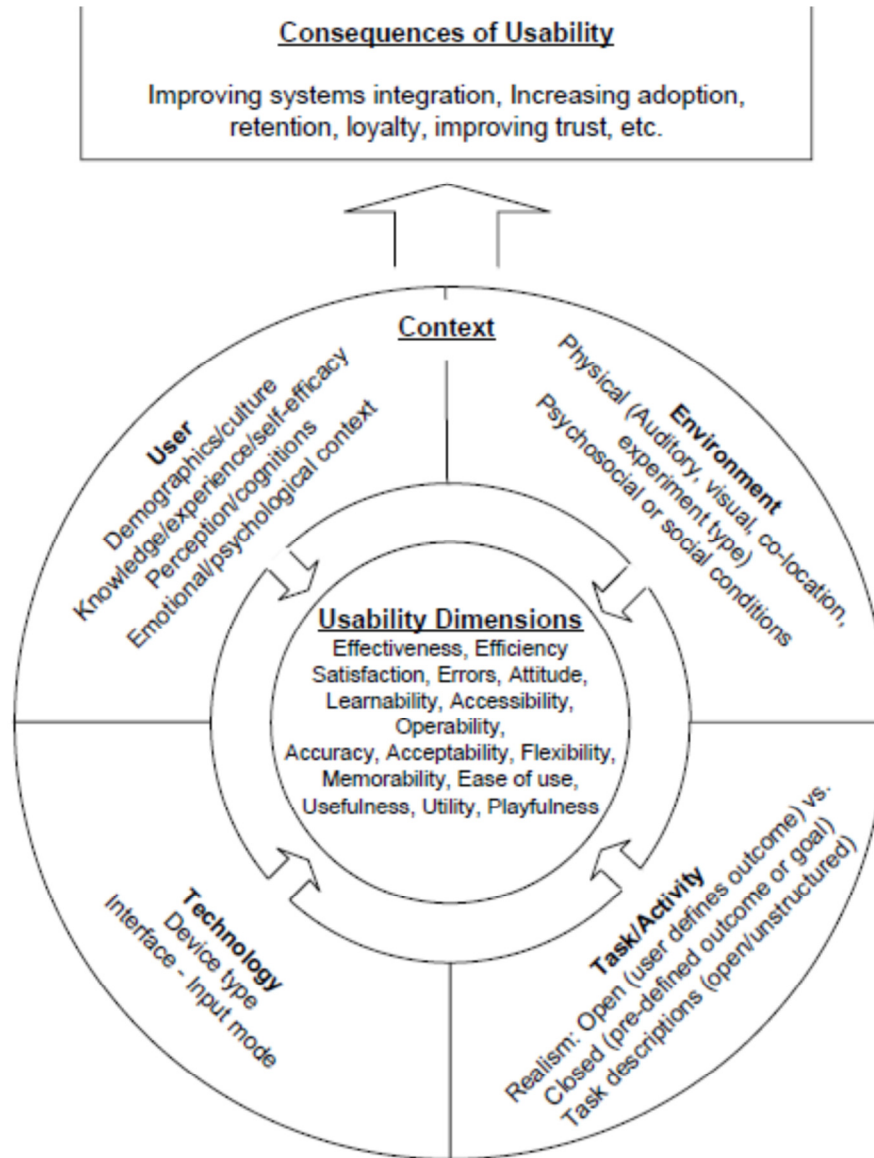 Consequences of Usability
Improving systems integration, Increasing adoption,
retention, loyalty, improving trust, etc.
Context
User
Demographics/culture
Knowledge/experience/self-efficacy
Perception/cognitions
Emotional/psychological context
Environment
Physical (Auditory, visual, co-location,
experiment type)
Psychosocial or social conditions
Usability Dimensions
Effectiveness, Efficiency
Satisfaction, Errors, Attitude,
Learnability, Accessibility,
Operability,
Accuracy, Acceptability, Flexibility,
Memorability, Ease of use,
Usefulness, Utility, Playfulness
Technology
Device type
Interface - Input mode
Task/Activity
Realism: Open (user defines outcome) vs.
Closed (pre-defined outcome or goal)
Task descriptions (open/unstructured)